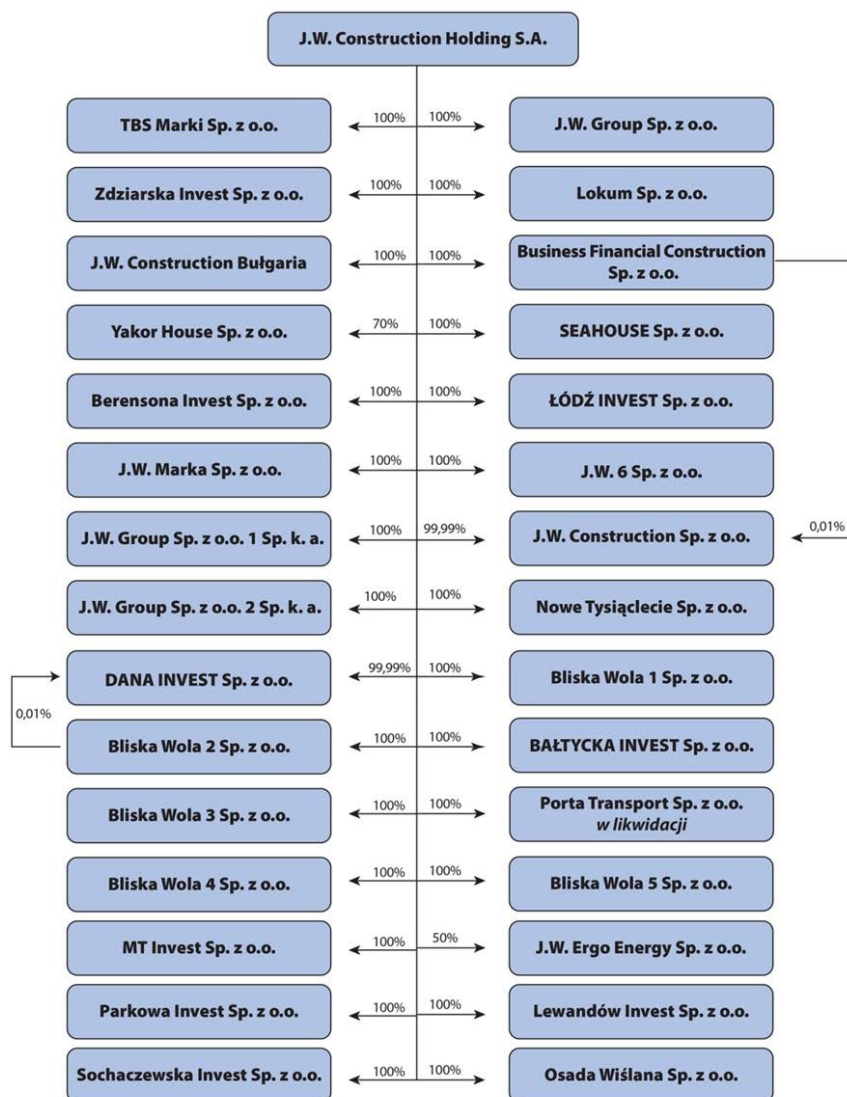 J.W. Construction Holding S.A.
TBS Marki Sp. z o.o.
100%
100%
J.W. Group Sp. z o.o.
Zdziarska Invest Sp. z o.o.
100%
100%
Lokum Sp. z o.o.
J.W. Construction Bułgaria
100%
100%
Business Financial Construction
Sp. z o.o.
Yakor House Sp. z o.o.
70%
100%
SEAHOUSE Sp. z o.o.
Berensona Invest Sp. z o.o.
100%
100%
ŁÓDŹ INVEST Sp. z o.o.
J.W. Marka Sp. z o.o.
100%
100%
J.W. 6 Sp. z o.o.
J.W. Group Sp. z o.o. 1 Sp. k. a.
100%
99,99%
J.W. Construction Sp. z o.o.
0,01%
J.W. Group Sp. z o.o. 2 Sp. k. a.
100%
100%
Nowe Tysiąclecie Sp. z o.o.
DANA INVEST Sp. z o.o.
99,99%
100%
Bliska Wola 1 Sp. z o.o.
0,01%
Bliska Wola 2 Sp. z o.o.
100%
100%
BAŁTYCKA INVEST Sp. z o.o.
Bliska Wola 3 Sp. z o.o.
100%
100%
Porta Transport Sp. z o.o.
w likwidacji
Bliska Wola 4 Sp. z o.o.
100%
100%
Bliska Wola 5 Sp. z o.o.
MT Invest Sp. z o.o.
100%
50%
J.W. Ergo Energy Sp. z o.o.
Parkowa Invest Sp. z o.o.
100%
100%
Lewandów Invest Sp. z o.o.
Sochaczewska Invest Sp. z o.o.
100%
100%
Osada Wiślana Sp. z o.o.